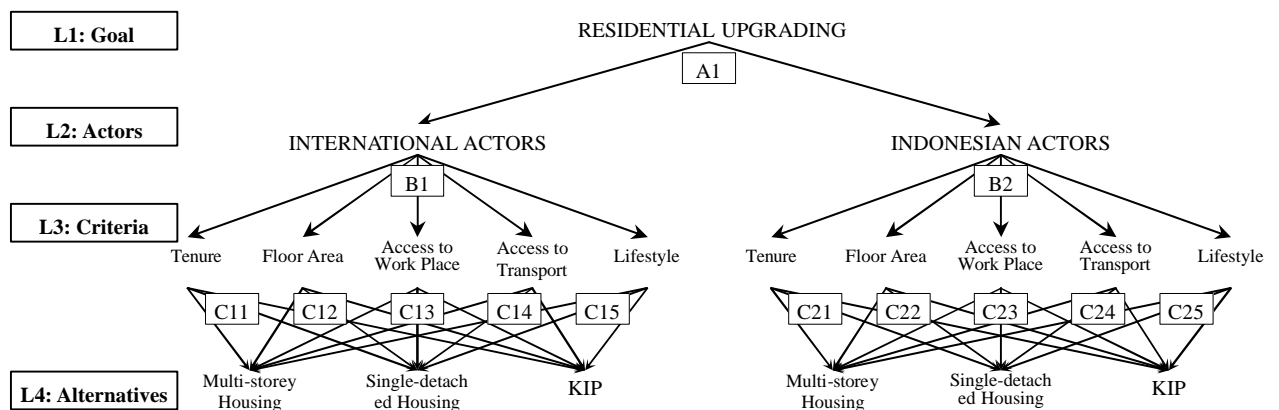 L1: Goal
RESIDENTIAL UPGRADING
A1
L2: Actors
INTERNATIONAL ACTORS
INDONESIAN ACTORS
B1
B2
L3: Criteria
Tenure
Floor Area
Access to
Work Place
Access to
Transport
Lifestyle
Tenure
Floor Area
Access to
Work Place
Access to
Transport
Lifestyle
C11
C12
C13
C14
C15
C21
C22
C23
C24
C25
L4: Alternatives
Multi-storey
Housing
Single-detach
ed Housing
KIP
Multi-storey
Housing
Single-detach
ed Housing
KIP